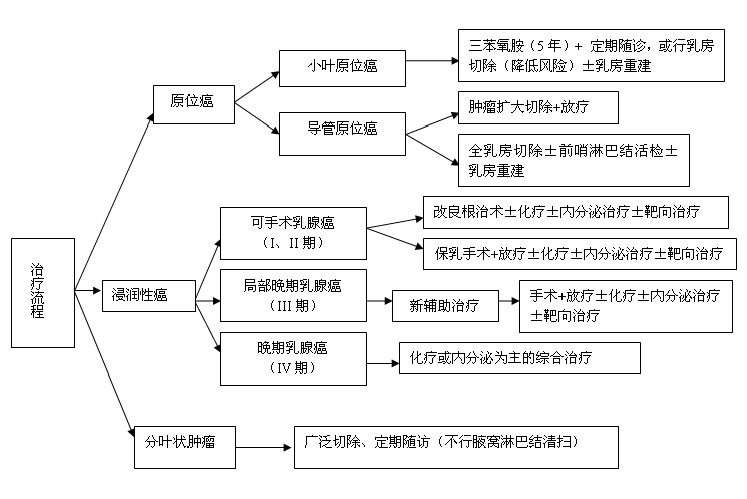 治疗流程
原位癌
小叶原位癌
三苯氧胺（5 年）+ 定期随诊，或行乳房
切除（降低风险）±乳房重建
导管原位癌
肿瘤扩大切除+放疗
全乳房切除±前哨淋巴结活检±
乳房重建
浸润性癌
可手术乳腺癌
（I、II 期）
改良根治术±化疗±内分泌治疗±靶向治疗
保乳手术+放疗±化疗±内分泌治疗±靶向治疗
局部晚期乳腺癌
（III 期）
新辅助治疗
手术+放疗±化疗±内分泌治疗
±靶向治疗
晚期乳腺癌
（IV 期）
化疗或内分泌为主的综合治疗
分叶状肿瘤
广泛切除、定期随访（不行腋窝淋巴结清扫）